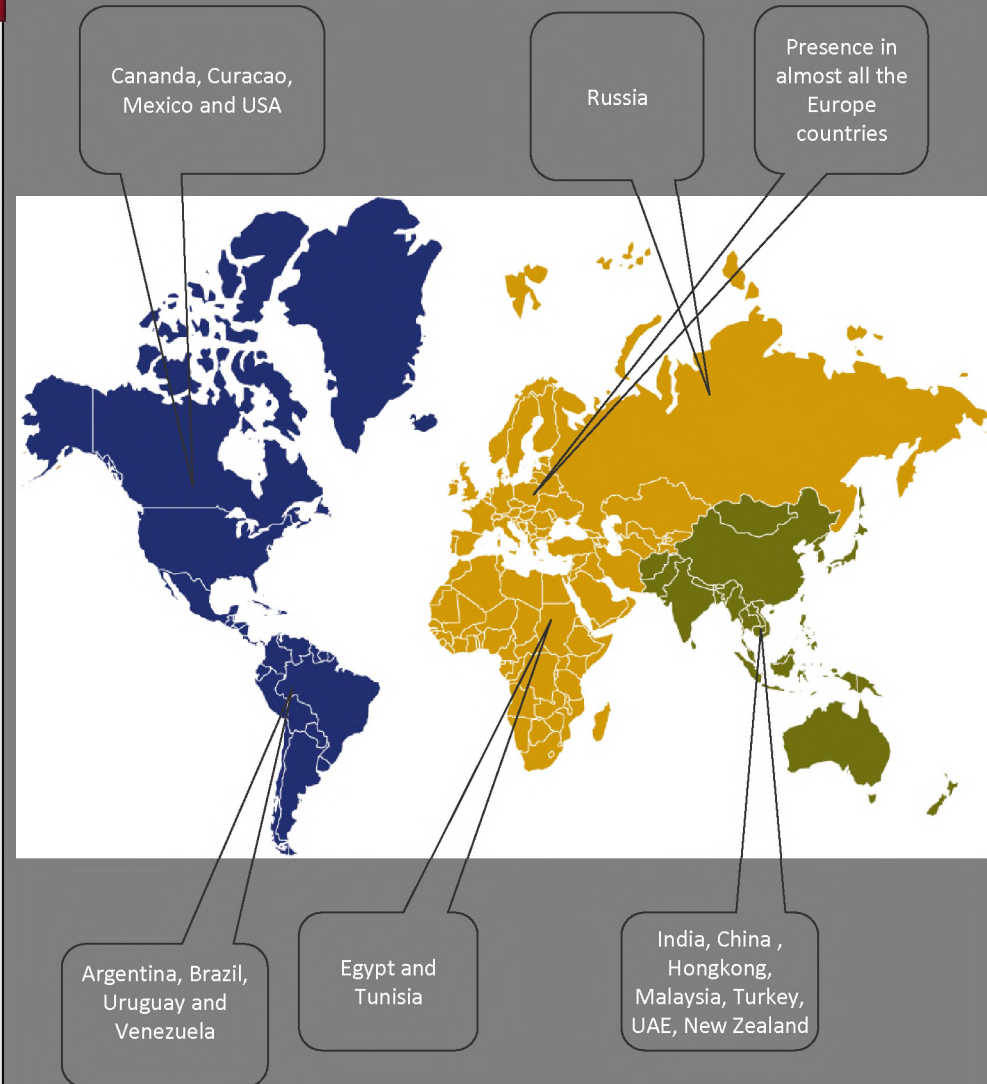 Cananda, Curacao,
Mexico and USA
Russia
Presence in
almost all the
Europe
countries
Argentina, Brazil,
Uruguay and
Venezuela
Egypt and
Tunisia
India, China ,
Hongkong,
Malaysia, Turkey,
UAE, New Zealand